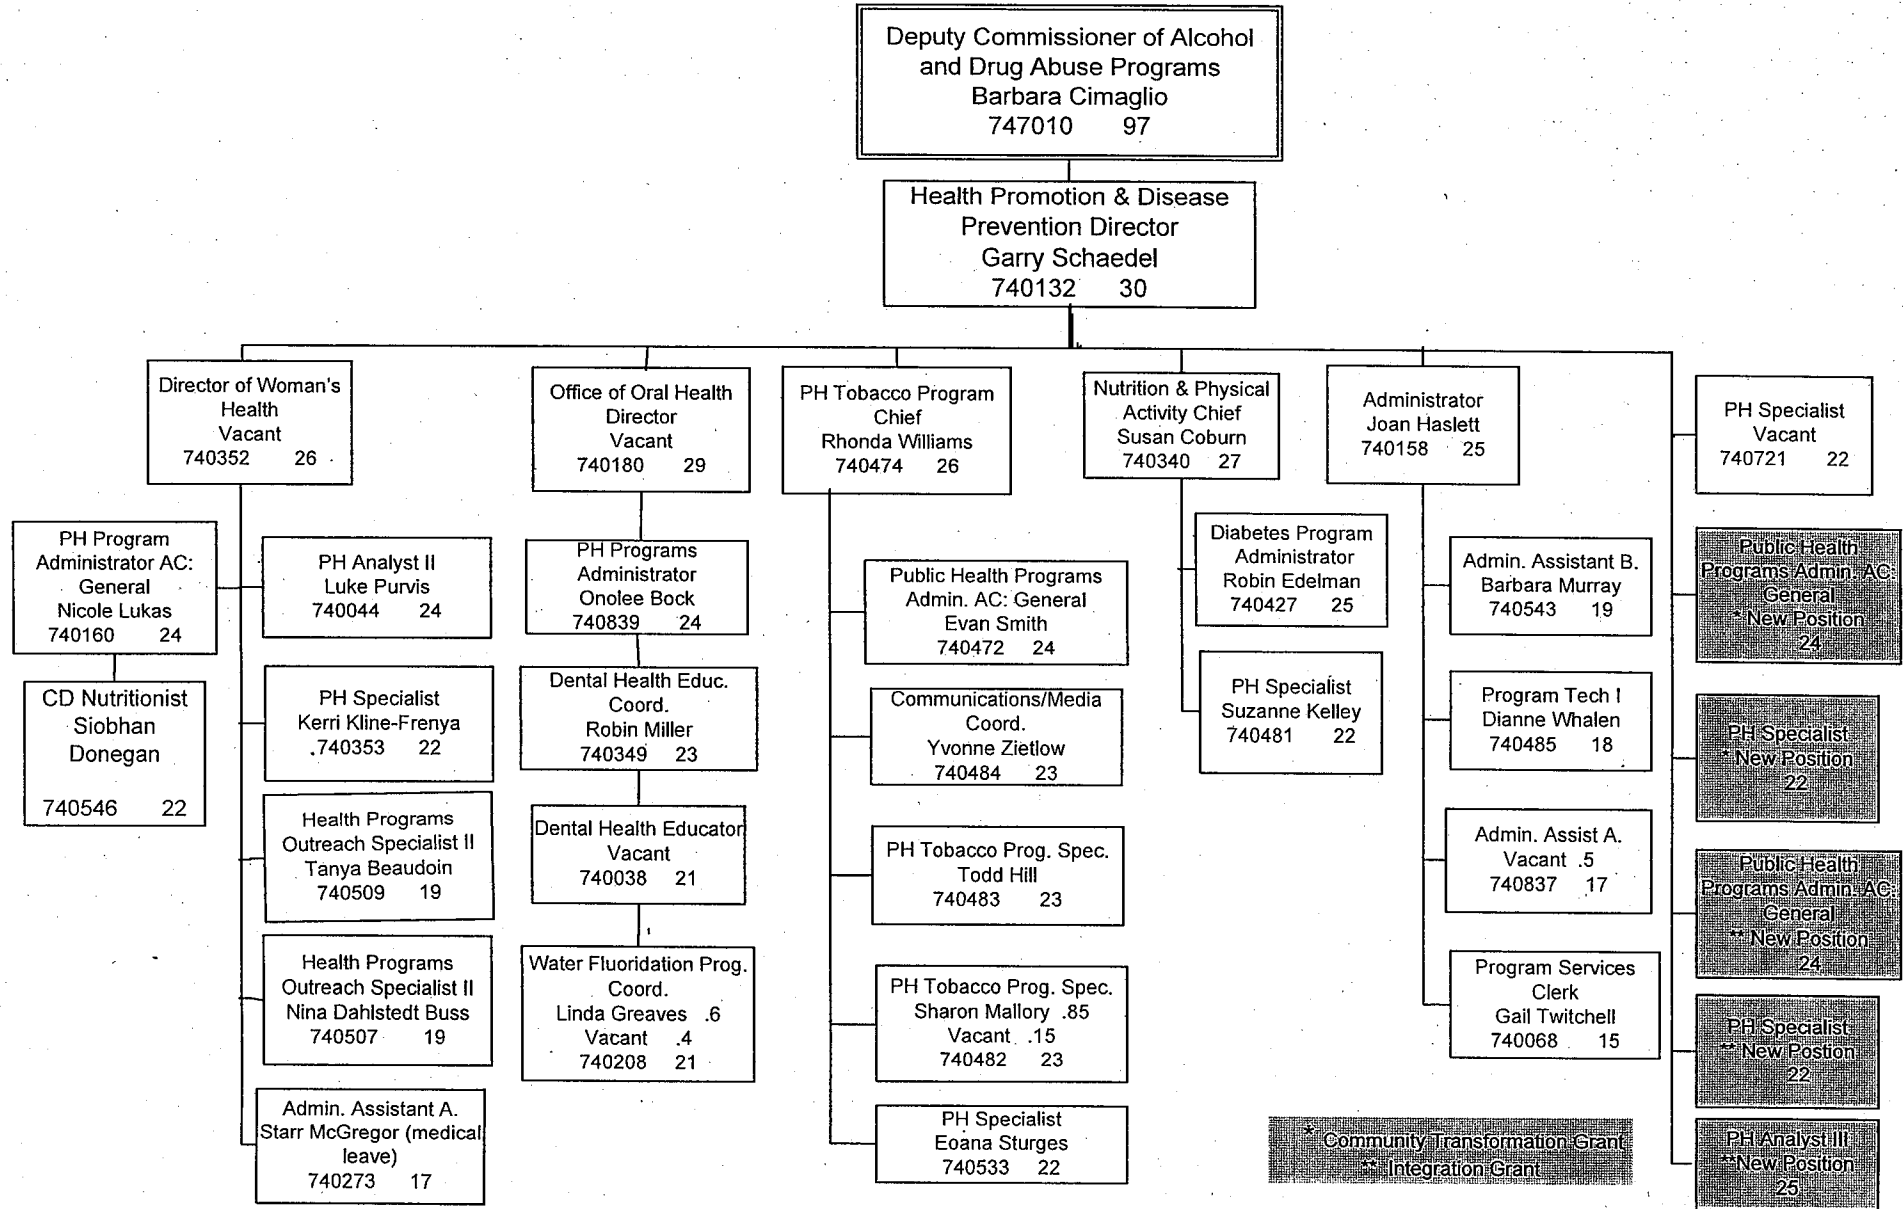 Deputy Commissioner of Alcohol
and Drug Abuse Programs
Barbara Cimaglio
747010 97
Health Promotion & Disease
Prevention Director
Garry Schaedel
740132 30
Director of Woman's
Health
Vacant
740352 26
PH Program
Administrator AC:
General
Nicole Lukas
740160 24
CD Nutritionist
Siobhan
Donegan
740546 22
PH Analyst II
Luke Purvis
740044 24
PH Specialist
Kerri Kline-Frenya
740353 22
Health Programs
Outreach Specialist II
Tanya Beaudoin
740509 19
Health Programs
Outreach Specialist II
Nina Dahlstedt Buss
740507 19
Admin. Assistant A.
Starr McGregor (medical
leave)
740273 17
Office of Oral Health
Director
Vacant
740180 29
PH Programs
Administrator
Onolee Bock
740839 24
Dental Health Educ.
Coord.
Robin Miller
740349 23
Dental Health Educator
Vacant
740038 21
Water Fluoridation Prog.
Coord.
Linda Greaves .6
Vacant .4
740208 21
PH Tobacco Program
Chief
Rhonda Williams
740474 26
Public Health Programs
Admin. AC: General
Evan Smith
740472 24
Communications/Media
Coord.
Yvonne Zietlow
740484 23
PH Tobacco Prog. Spec.
Todd Hill
740483 23
PH Tobacco Prog. Spec.
Sharon Mallory .85
Vacant .15
740482 23
PH Specialist
Eoana Sturges
740533 22
Nutrition & Physical
Activity Chief
Susan Coburn
740340 27
Diabetes Program
Administrator
Robin Edelman
740427 25
PH Specialist
Suzanne Kelley
740481 22
Administrator
Joan Haslett
740158 25
Admin. Assistant B.
Barbara Murray
740543 19
Program Tech I
Dianne Whalen
740485 18
Admin. Assist A.
Vacant .5
740837 17
Program Services
Clerk
Gail Twitchell
740068 15
PH Specialist
Vacant
740721 22
Public Health
Programs Admin. AC:
General
* New Position
24
PH Specialist
* New Position
22
Public Health
Programs Admin. AC:
General
** New Position
24
PH Specialist
** New Postion
22
PH Analyst III
**New Position
25
* Community Transformation Grant
** Integration Grant